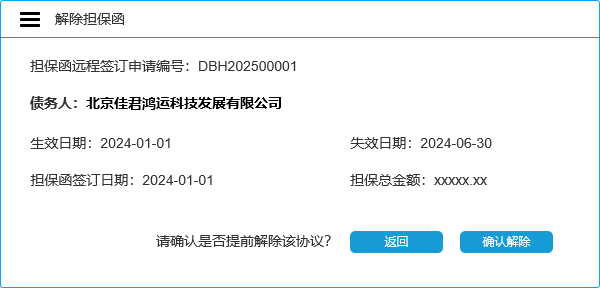 解除担保函
担保函远程签订申请编号：DBH202500001
债务人：北京佳君鸿运科技发展有限公司
生效日期：2024-01-01 失效日期：2024-06-30
担保函签订日期：2024-01-01 担保总金额：xxxxx.xx
请确认是否提前解除该协议？ 返回 确认解除